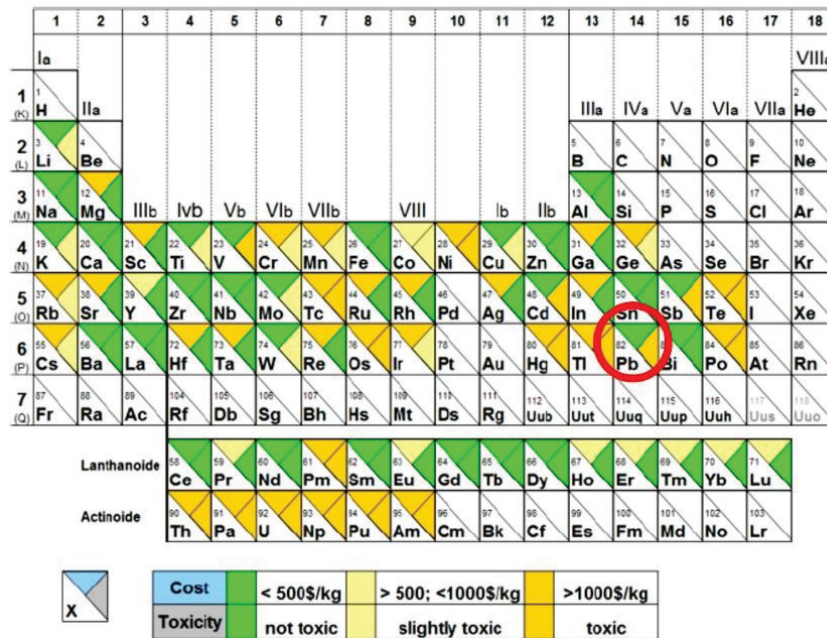 1 2 3 4 5 6 7 8 9 10 11 12 13 14 15 16 17 18
Ia VIIIa
1 H 2 He
1 (K) IIa IIIa IVa Va VIa VIIa
2 (L) 3 Li 4 Be 5 B 6 C 7 N 8 O 9 F 10 Ne
3 (M) 11 Na 12 Mg IIIb Ivb Vb VIb VIIb VIII Ib IIb 13 Al 14 Si 15 P 16 S 17 Cl 18 Ar
4 (N) 19 K 20 Ca 21 Sc 22 Ti 23 V 24 Cr 25 Mn 26 Fe 27 Co 28 Ni 29 Cu 30 Zn 31 Ga 32 Ge 33 As 34 Se 35 Br 36 Kr
5 (O) 37 Rb 38 Sr 39 Y 40 Zr 41 Nb 42 Mo 43 Tc 44 Ru 45 Rh 46 Pd 47 Ag 48 Cd 49 In 50 Sn 51 Sb 52 Te 53 I 54 Xe
6 (P) 55 Cs 56 Ba 57 La 72 Hf 73 Ta 74 W 75 Re 76 Os 77 Ir 78 Pt 79 Au 80 Hg 81 Tl 82 Pb Bi 84 Po 85 At 86 Rn
7 (Q) 87 Fr 88 Ra 89 Ac 104 Rf 105 Db 106 Sg 107 Bh 108 Hs 109 Mt 110 Ds 111 Rg 112 Uub 113 Uut 114 Uuq 115 Uup 116 Uuh 117 Uus 118 Uuo
Lanthanoide 58 Ce 59 Pr 60 Nd 61 Pm 62 Sm 63 Eu 64 Gd 65 Tb 66 Dy 67 Ho 68 Er 69 Tm 70 Yb 71 Lu
Actinoide 90 Th 91 Pa 92 U 93 Np 94 Pu 95 Am 96 Cm 97 Bk 98 Cf 99 Es 100 Fm 101 Md 102 No 103 Lr
X
Cost < 500$/kg > 500; <1000$/kg >1000$/kg
Toxicity not toxic slightly toxic toxic